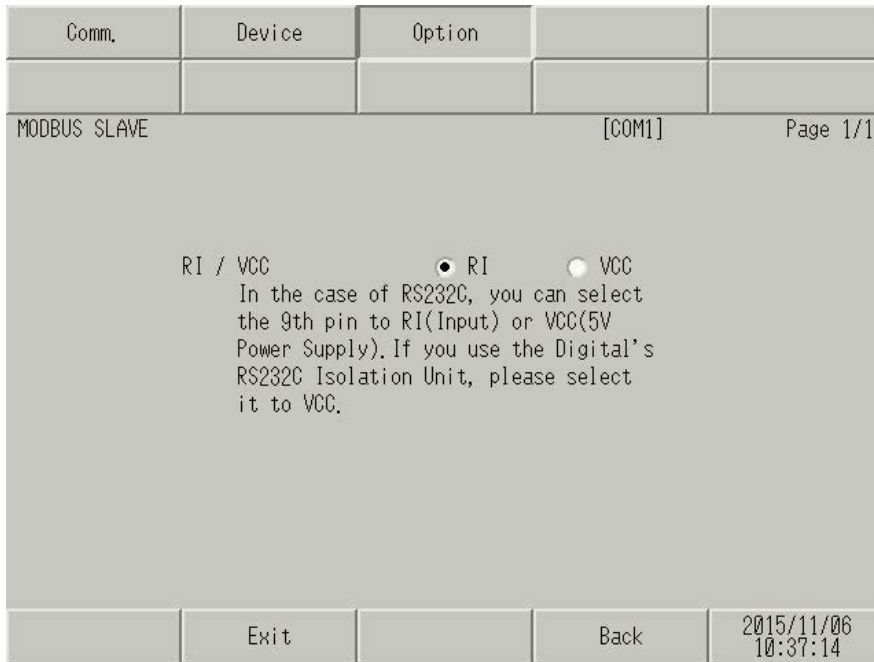 Comm. Device Option
MODBUS SLAVE [COM1] Page 1/1
RI / VCC RI VCC
In the case of RS232C, you can select
the 9th pin to RI(Input) or VCC(5V
Power Supply).If you use the Digital's
RS232C Isolation Unit, please select
it to VCC.
Exit Back 2015/11/06
10:37:14